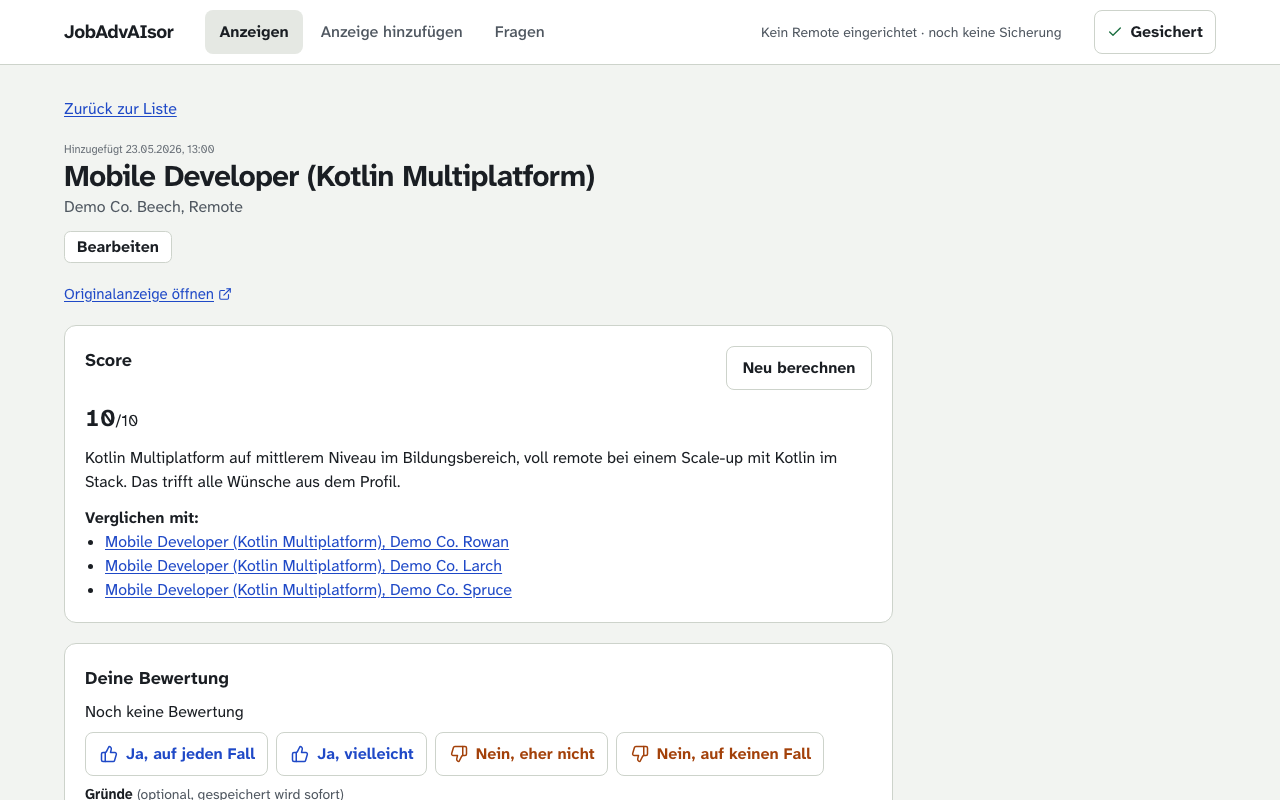 JobAdvAIsor
Anzeigen
Anzeige hinzufügen
Fragen
Kein Remote eingerichtet · noch keine Sicherung
Gesichert
Zurück zur Liste
Hinzugefügt 23.05.2026, 13:00
Mobile Developer (Kotlin Multiplatform)
Demo Co. Beech, Remote
Bearbeiten
Originalanzeige öffnen
Score
Neu berechnen
10/10
Kotlin Multiplatform auf mittlerem Niveau im Bildungsbereich, voll remote bei einem Scale-up mit Kotlin im
Stack. Das trifft alle Wünsche aus dem Profil.
Verglichen mit:
Mobile Developer (Kotlin Multiplatform), Demo Co. Rowan
Mobile Developer (Kotlin Multiplatform), Demo Co. Larch
Mobile Developer (Kotlin Multiplatform), Demo Co. Spruce
Deine Bewertung
Noch keine Bewertung
Ja, auf jeden Fall
Ja, vielleicht
Nein, eher nicht
Nein, auf keinen Fall
Gründe (optional, gespeichert wird sofort)